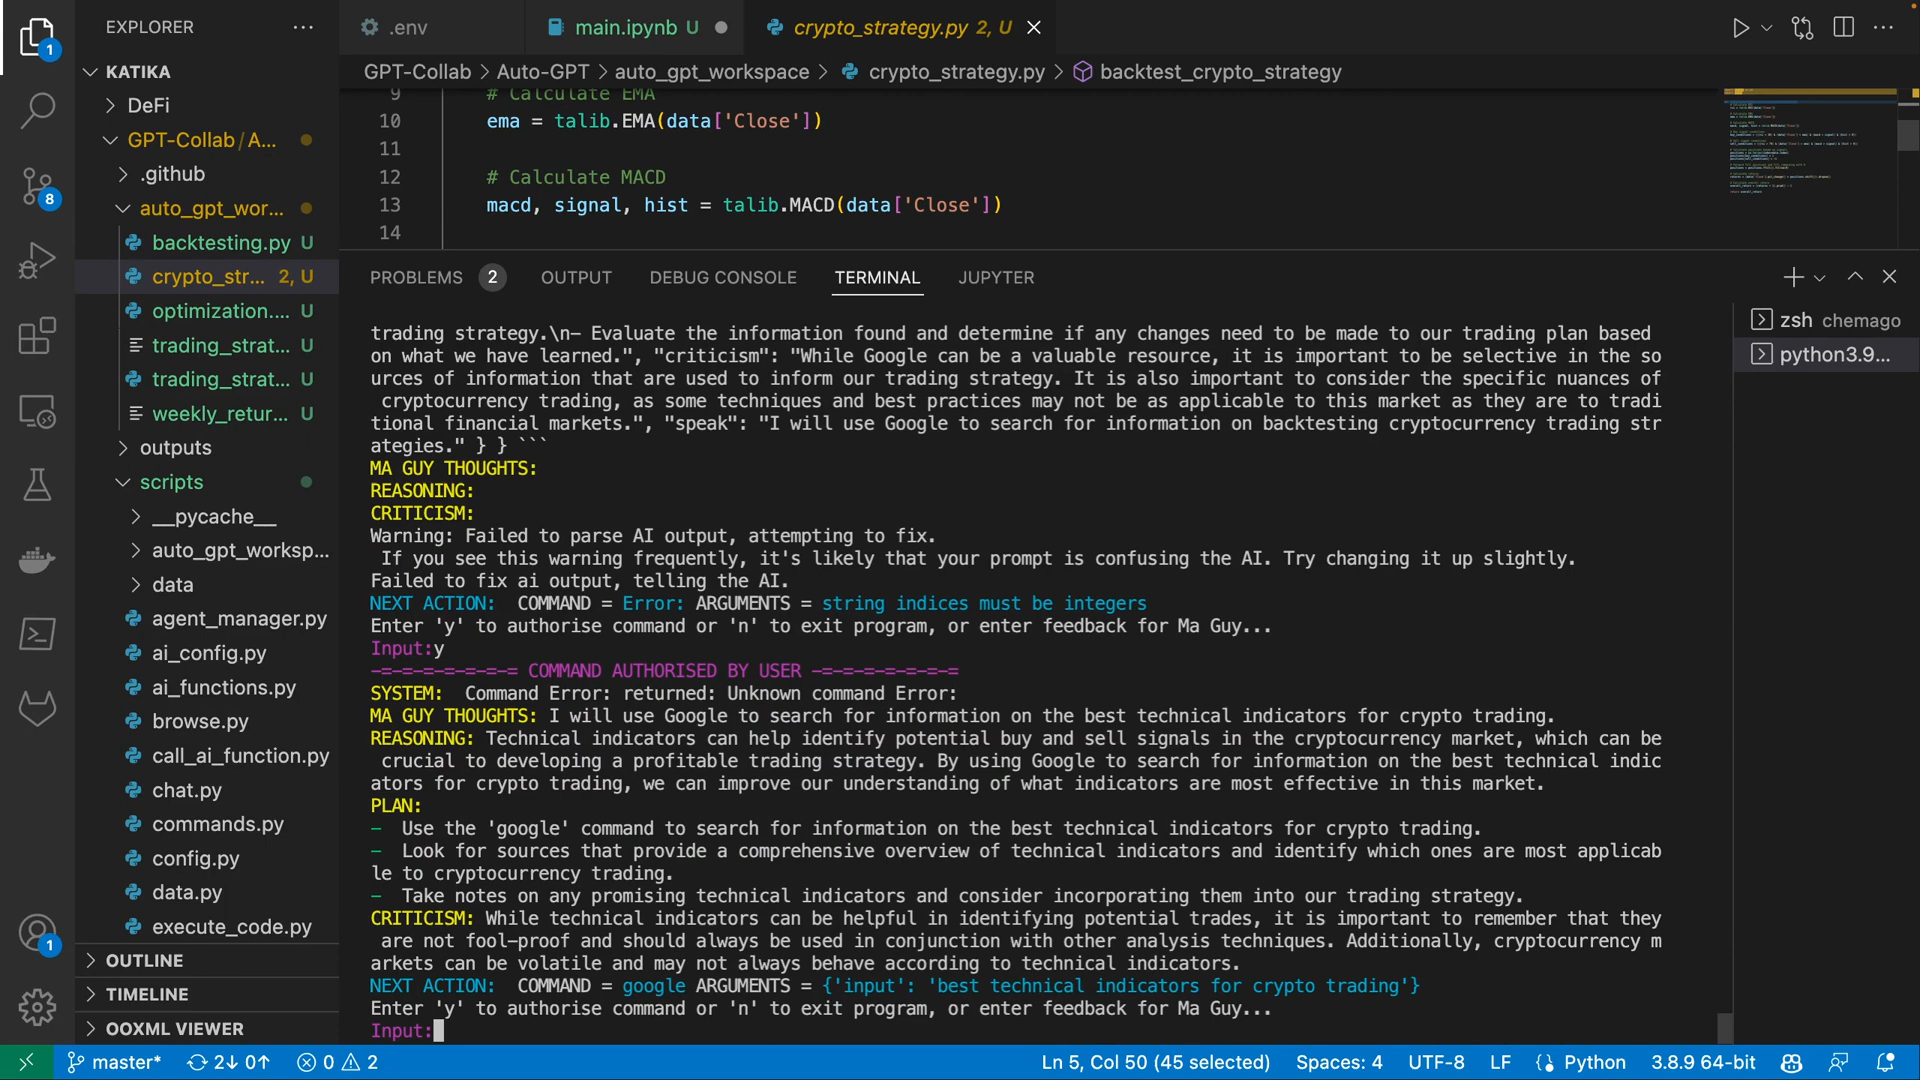 EXPLORER
.env
main.ipynb U
crypto_strategy.py 2, U
KATIKA
DeFi
GPT-Collab / A...
.github
auto_gpt_wor...
backtesting.py U
crypto_str... 2, U
optimization.... U
trading_strat... U
trading_strat... U
weekly_retur... U
outputs
scripts
__pycache__
auto_gpt_worksp...
data
agent_manager.py
ai_config.py
ai_functions.py
browse.py
call_ai_function.py
chat.py
commands.py
config.py
data.py
execute_code.py
OUTLINE
TIMELINE
OOXML VIEWER
1
8
1
GPT-Collab > Auto-GPT > auto_gpt_workspace > crypto_strategy.py > backtest_crypto_strategy
9 # Calculate EMA
10 ema = talib.EMA(data['Close'])
11
12 # Calculate MACD
13 macd, signal, hist = talib.MACD(data['Close'])
14
PROBLEMS 2 OUTPUT DEBUG CONSOLE TERMINAL JUPYTER
zsh chemago
python3.9...
trading strategy.\n- Evaluate the information found and determine if any changes need to be made to our trading plan based
on what we have learned.", "criticism": "While Google can be a valuable resource, it is important to be selective in the so
urces of information that are used to inform our trading strategy. It is also important to consider the specific nuances of
cryptocurrency trading, as some techniques and best practices may not be as applicable to this market as they are to tradi
tional financial markets.", "speak": "I will use Google to search for information on backtesting cryptocurrency trading str
ategies." } } ```
MA GUY THOUGHTS:
REASONING:
CRITICISM:
Warning: Failed to parse AI output, attempting to fix.
If you see this warning frequently, it's likely that your prompt is confusing the AI. Try changing it up slightly.
Failed to fix ai output, telling the AI.
NEXT ACTION: COMMAND = Error: ARGUMENTS = string indices must be integers
Enter 'y' to authorise command or 'n' to exit program, or enter feedback for Ma Guy...
Input:y
-=-=-=-=-=-=-= COMMAND AUTHORISED BY USER -=-=-=-=-=-=-=
SYSTEM: Command Error: returned: Unknown command Error:
MA GUY THOUGHTS: I will use Google to search for information on the best technical indicators for crypto trading.
REASONING: Technical indicators can help identify potential buy and sell signals in the cryptocurrency market, which can be
crucial to developing a profitable trading strategy. By using Google to search for information on the best technical indic
ators for crypto trading, we can improve our understanding of what indicators are most effective in this market.
PLAN:
- Use the 'google' command to search for information on the best technical indicators for crypto trading.
- Look for sources that provide a comprehensive overview of technical indicators and identify which ones are most applicab
le to cryptocurrency trading.
- Take notes on any promising technical indicators and consider incorporating them into our trading strategy.
CRITICISM: While technical indicators can be helpful in identifying potential trades, it is important to remember that they
are not fool-proof and should always be used in conjunction with other analysis techniques. Additionally, cryptocurrency m
arkets can be volatile and may not always behave according to technical indicators.
NEXT ACTION: COMMAND = google ARGUMENTS = {'input': 'best technical indicators for crypto trading'}
Enter 'y' to authorise command or 'n' to exit program, or enter feedback for Ma Guy...
Input:
master* 2↓ 0↑ 0 2 Ln 5, Col 50 (45 selected) Spaces: 4 UTF-8 LF Python 3.8.9 64-bit